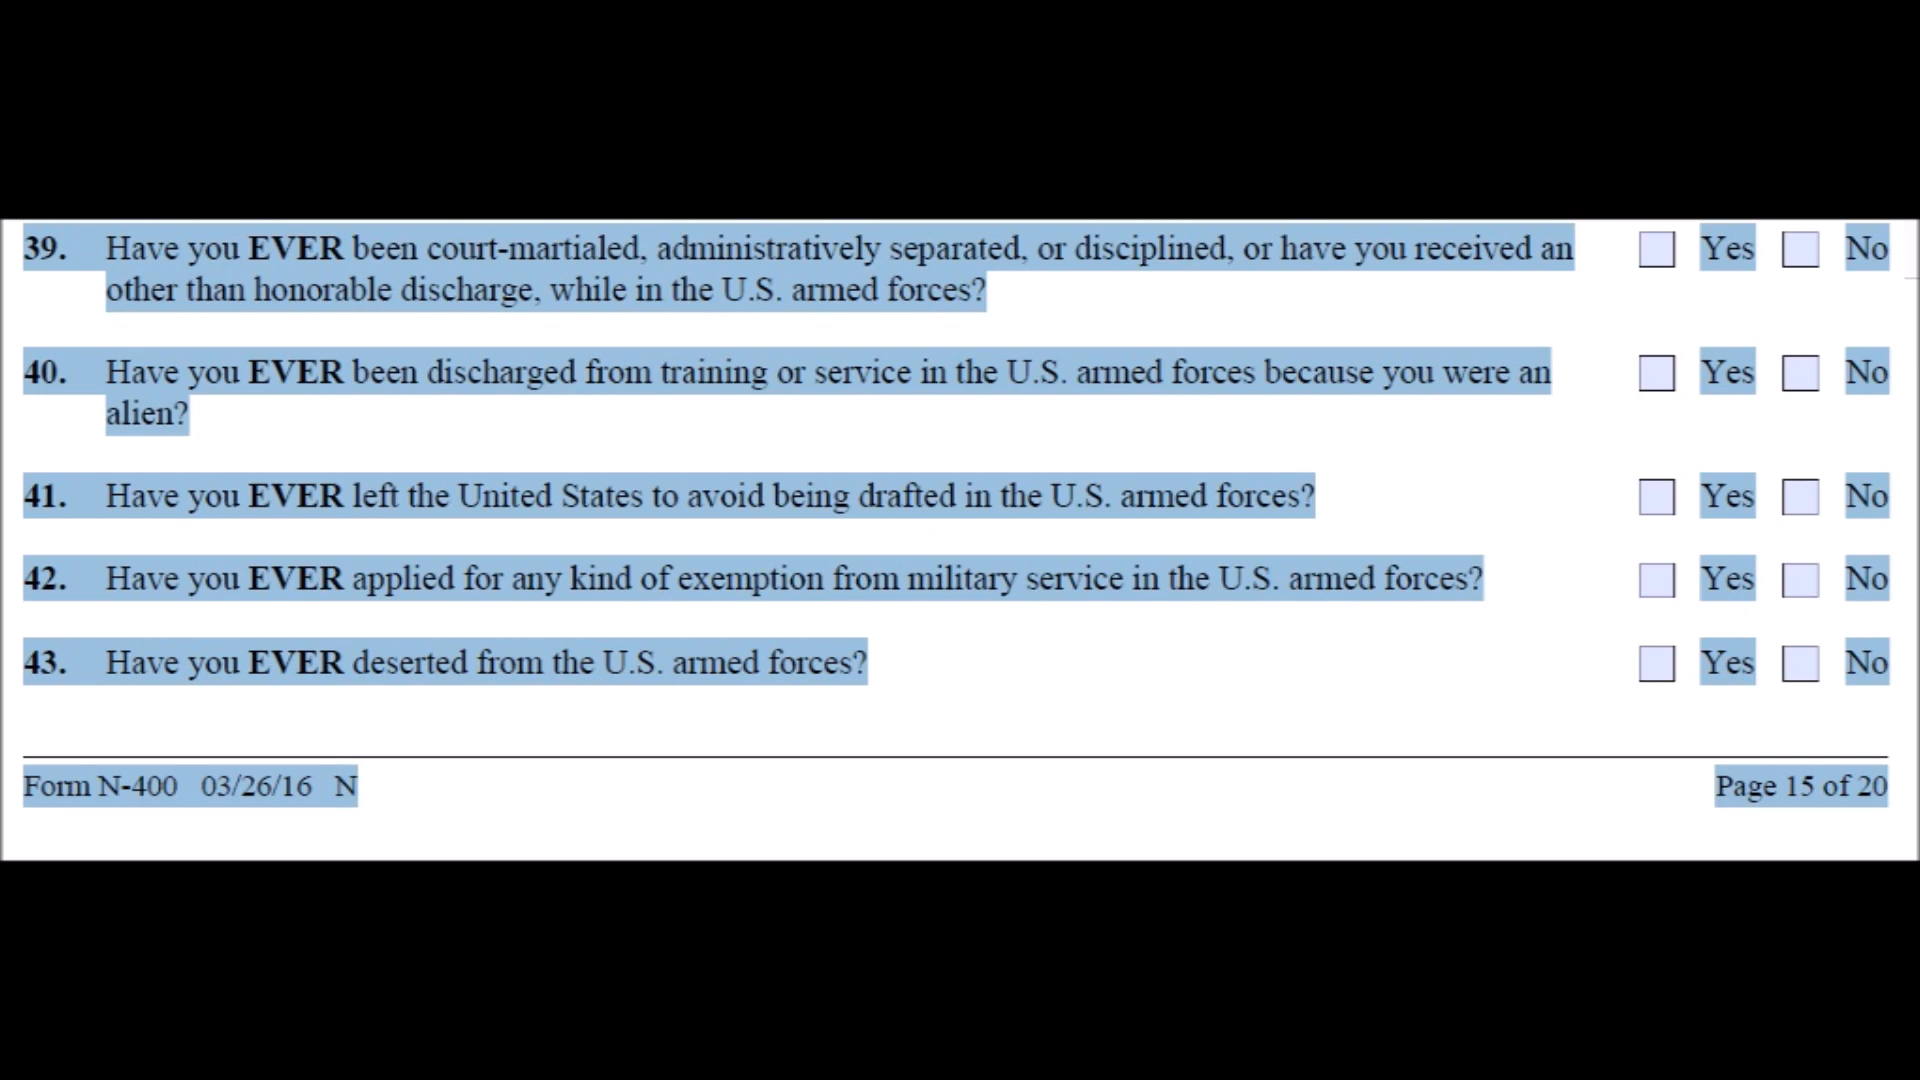 39. Have you EVER been court-martialed, administratively separated, or disciplined, or have you received an Yes No
other than honorable discharge, while in the U.S. armed forces?
40. Have you EVER been discharged from training or service in the U.S. armed forces because you were an Yes No
alien?
41. Have you EVER left the United States to avoid being drafted in the U.S. armed forces? Yes No
42. Have you EVER applied for any kind of exemption from military service in the U.S. armed forces? Yes No
43. Have you EVER deserted from the U.S. armed forces? Yes No
Form N-400 03/26/16 N Page 15 of 20